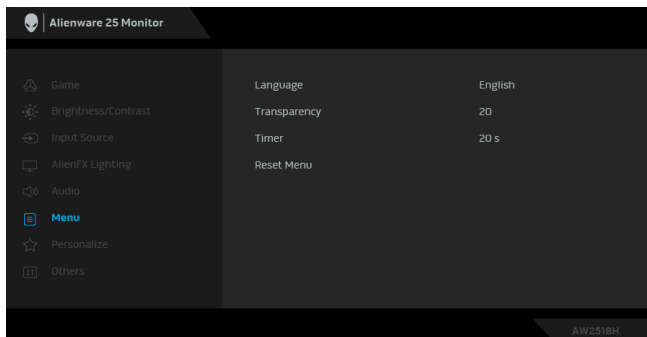 Alienware 25 Monitor
Game
Language English
Brightness/Contrast
Transparency 20
Input Source
Timer 20 s
AlienFX Lighting
Reset Menu
Audio
Menu
Personalize
Others
AW2518H